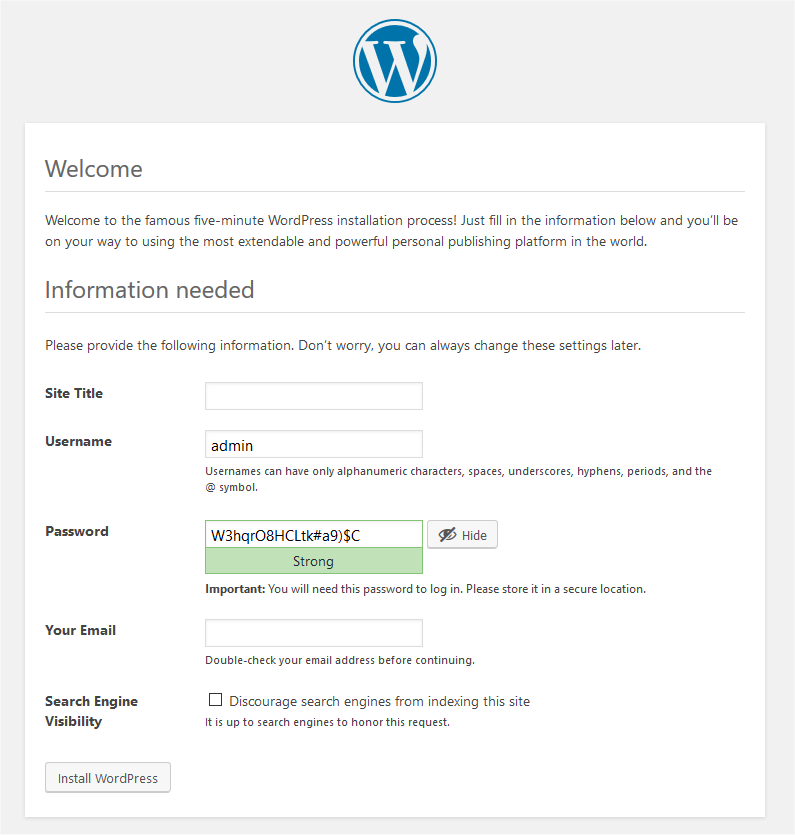 Welcome
Welcome to the famous five-minute WordPress installation process! Just fill in the information below and you'll be
on your way to using the most extendable and powerful personal publishing platform in the world.
Information needed
Please provide the following information. Don't worry, you can always change these settings later.
Site Title
Username
admin
Usernames can have only alphanumeric characters, spaces, underscores, hyphens, periods, and the
@ symbol.
Password
W3hqrO8HCLtk#a9)$C
Hide
Strong
Important: You will need this password to log in. Please store it in a secure location.
Your Email
Double-check your email address before continuing.
Search Engine
Visibility
Discourage search engines from indexing this site
It is up to search engines to honor this request.
Install WordPress